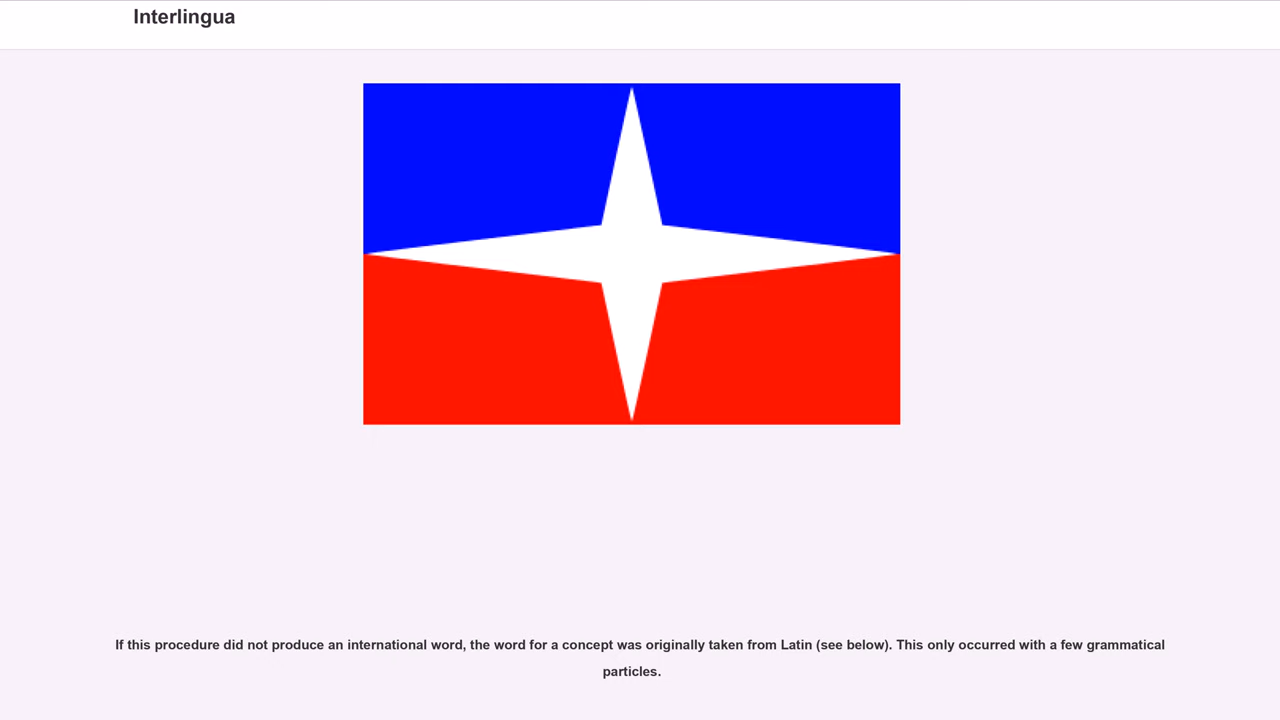 Interlingua
If this procedure did not produce an international word, the word for a concept was originally taken from Latin (see below). This only occurred with a few grammatical
particles.